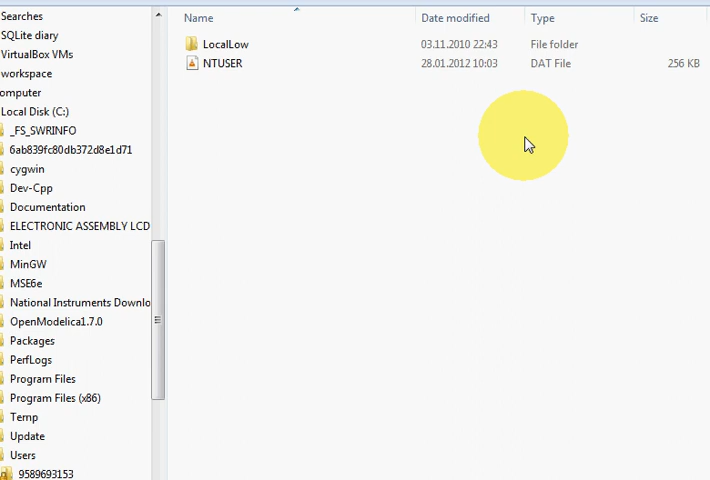 Searches
SQLite diary
VirtualBox VMs
workspace
omputer
Local Disk (C:)
_FS_SWRINFO
6ab839fc80db372d8e1d71
cygwin
Dev-Cpp
Documentation
ELECTRONIC ASSEMBLY LCD
Intel
MinGW
MSE6e
National Instruments Downlo
OpenModelica1.7.0
Packages
PerfLogs
Program Files
Program Files (x86)
Temp
Update
Users
9589693153
Name Date modified Type Size
LocalLow 03.11.2010 22:43 File folder
NTUSER 28.01.2012 10:03 DAT File 256 KB